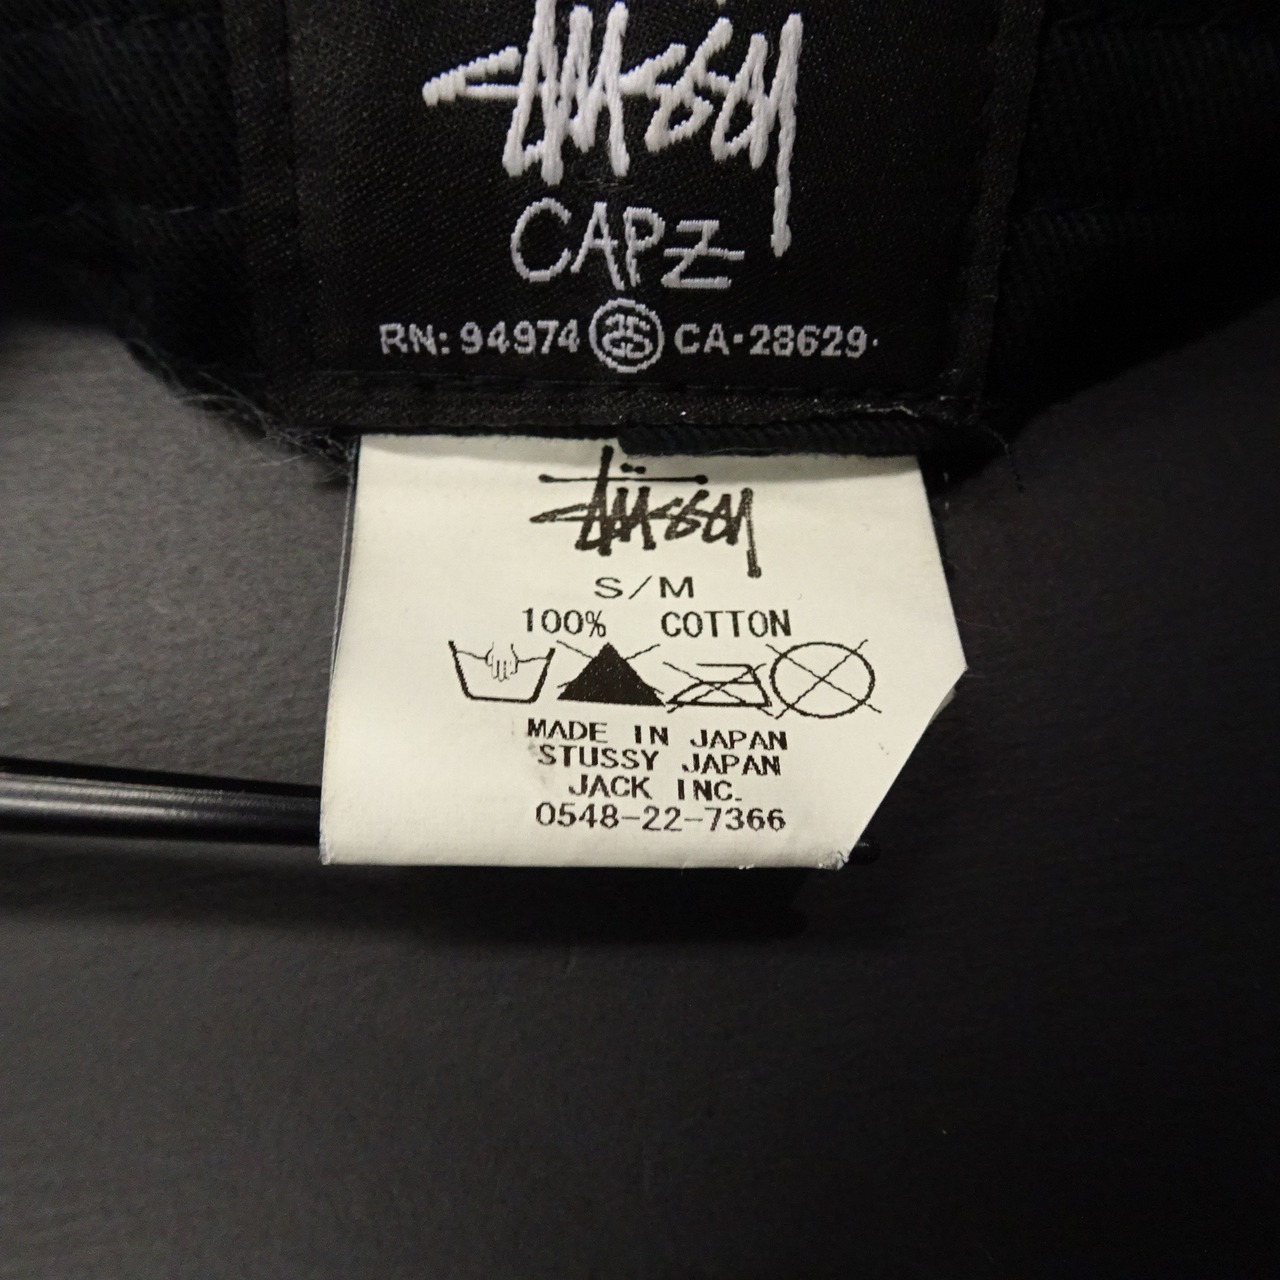 STÜSSY
CAPZ
RN: 94974 SS CA·28629·
STÜSSY
S/M
100% COTTON
MADE IN JAPAN
STUSSY JAPAN
JACK INC.
0548-22-7366